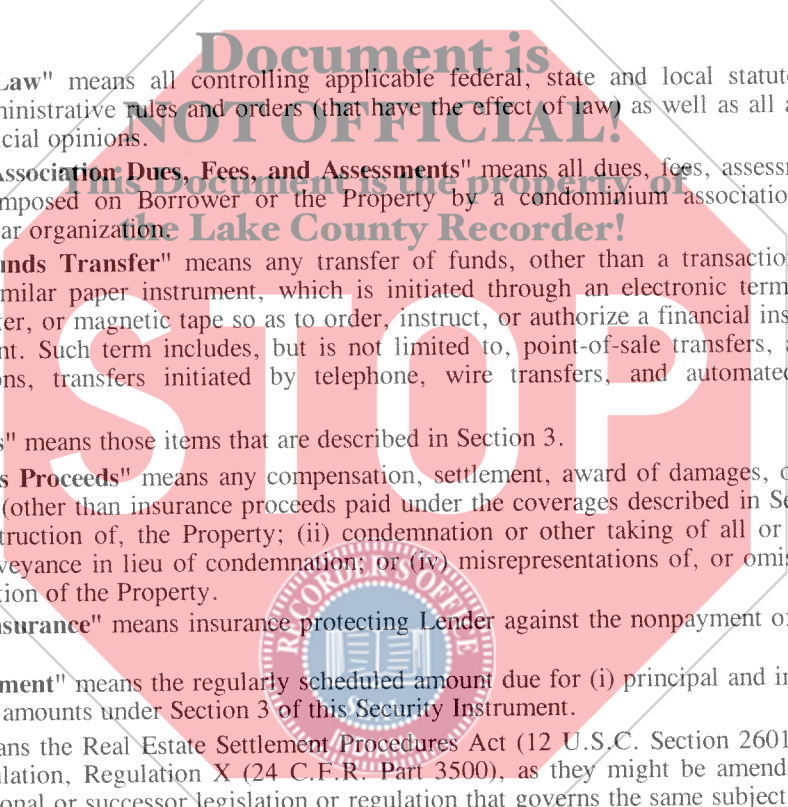 Document is
Law" means all controlling applicable federal, state and local statut
ministrative rules and orders (that have the effect of law) as well as all a
NOT OFFICIAL!
icial opinions.
Association Dues, Fees, and Assessments" means all dues, fees, assessm
This Document is the property of
mposed on Borrower or the Property by a condominium associatio
ar organization.
the Lake County Recorder!
unds Transfer" means any transfer of funds, other than a transactio
milar paper instrument, which is initiated through an electronic term
ter, or magnetic tape so as to order, instruct, or authorize a financial ins
nt. Such term includes, but is not limited to, point-of-sale transfers, a
ons, transfers initiated by telephone, wire transfers, and automated
STOP
s" means those items that are described in Section 3.
s Proceeds" means any compensation, settlement, award of damages, o
(other than insurance proceeds paid under the coverages described in Se
truction of, the Property; (ii) condemnation or other taking of all or
veyance in lieu of condemnation; or (iv) misrepresentations of, or omis
tion of the Property.
RECORDER'S OFFICE
nsurance" means insurance protecting Lender against the nonpayment o
ment" means the regularly scheduled amount due for (i) principal and in
amounts under Section 3 of this Security Instrument.
ans the Real Estate Settlement Procedures Act (12 U.S.C. Section 2601
ulation, Regulation X (24 C.F.R. Part 3500), as they might be amend
onal or successor legislation or regulation that governs the same subject